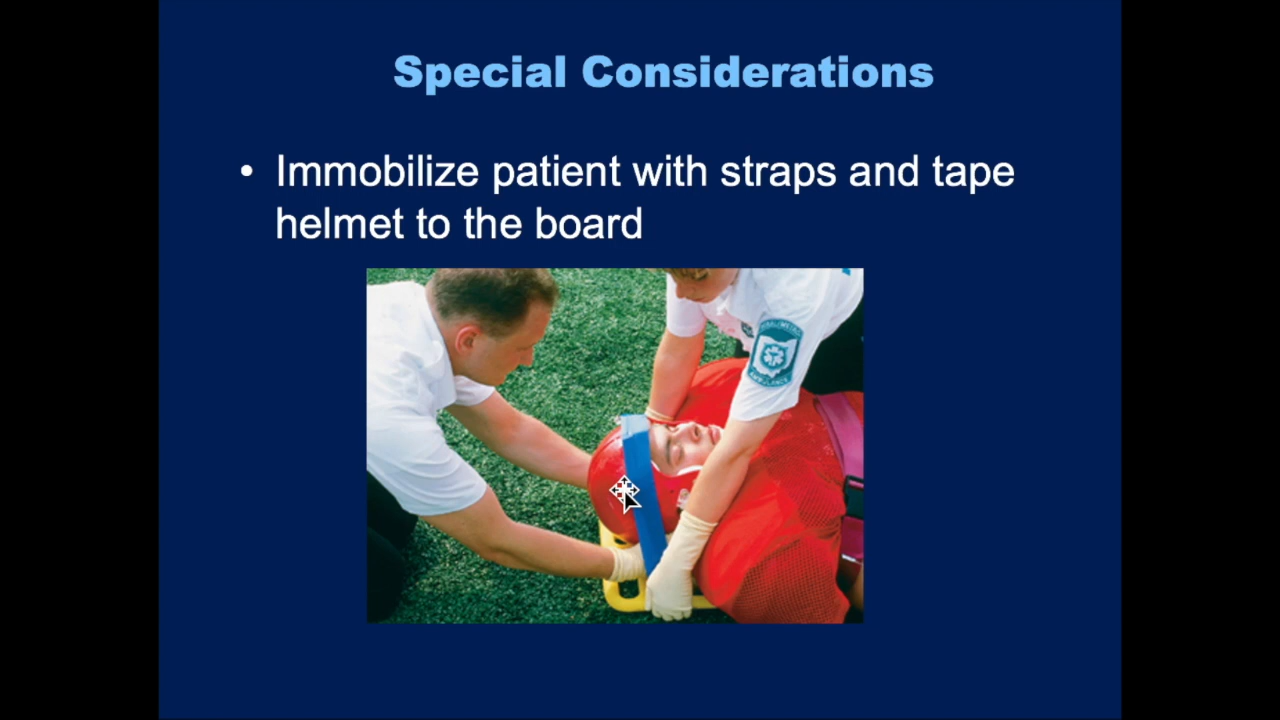 Special Considerations
• Immobilize patient with straps and tape
helmet to the board